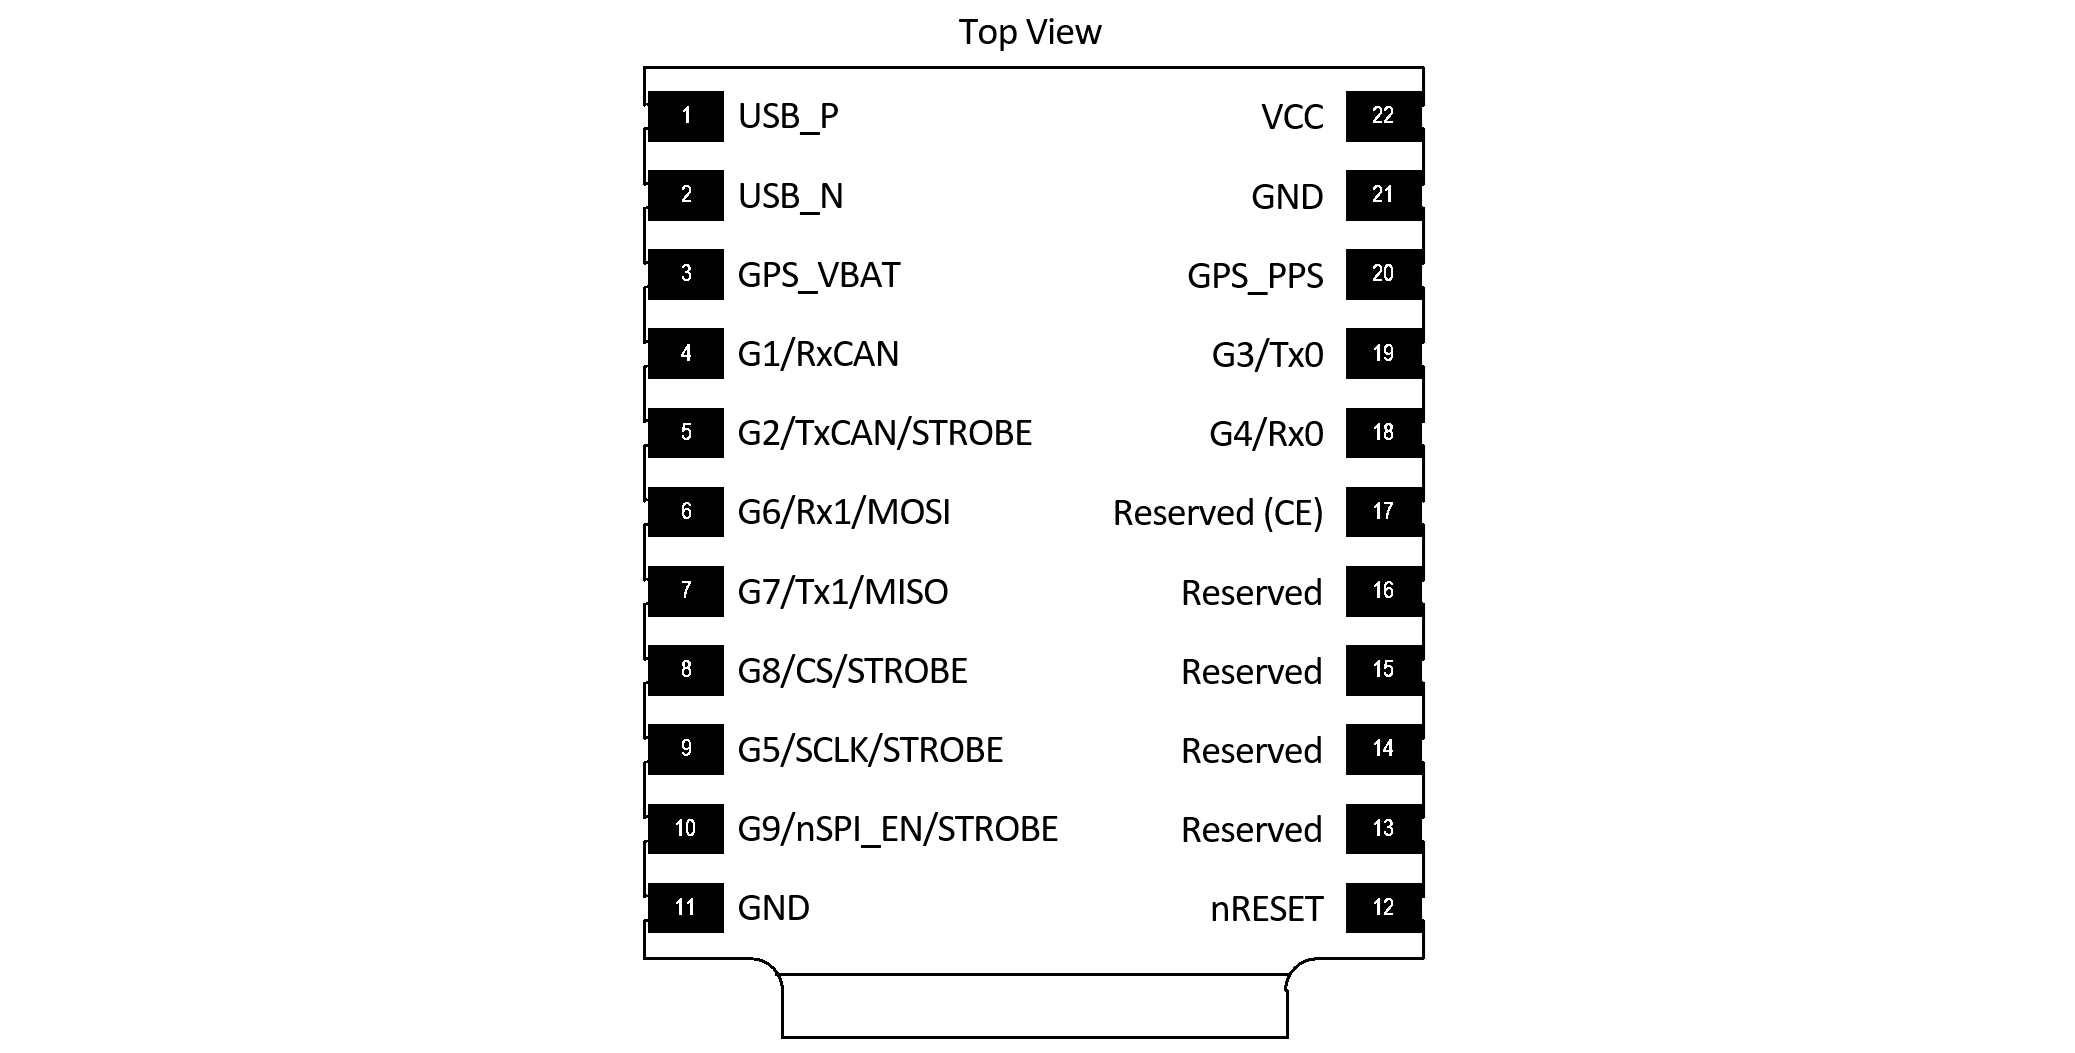 Top View
1 USB_P VCC 22
2 USB_N GND 21
3 GPS_VBAT GPS_PPS 20
4 G1/RxCAN G3/Tx0 19
5 G2/TxCAN/STROBE G4/Rx0 18
6 G6/Rx1/MOSI Reserved (CE) 17
7 G7/Tx1/MISO Reserved 16
8 G8/CS/STROBE Reserved 15
9 G5/SCLK/STROBE Reserved 14
10 G9/nSPI_EN/STROBE Reserved 13
11 GND nRESET 12